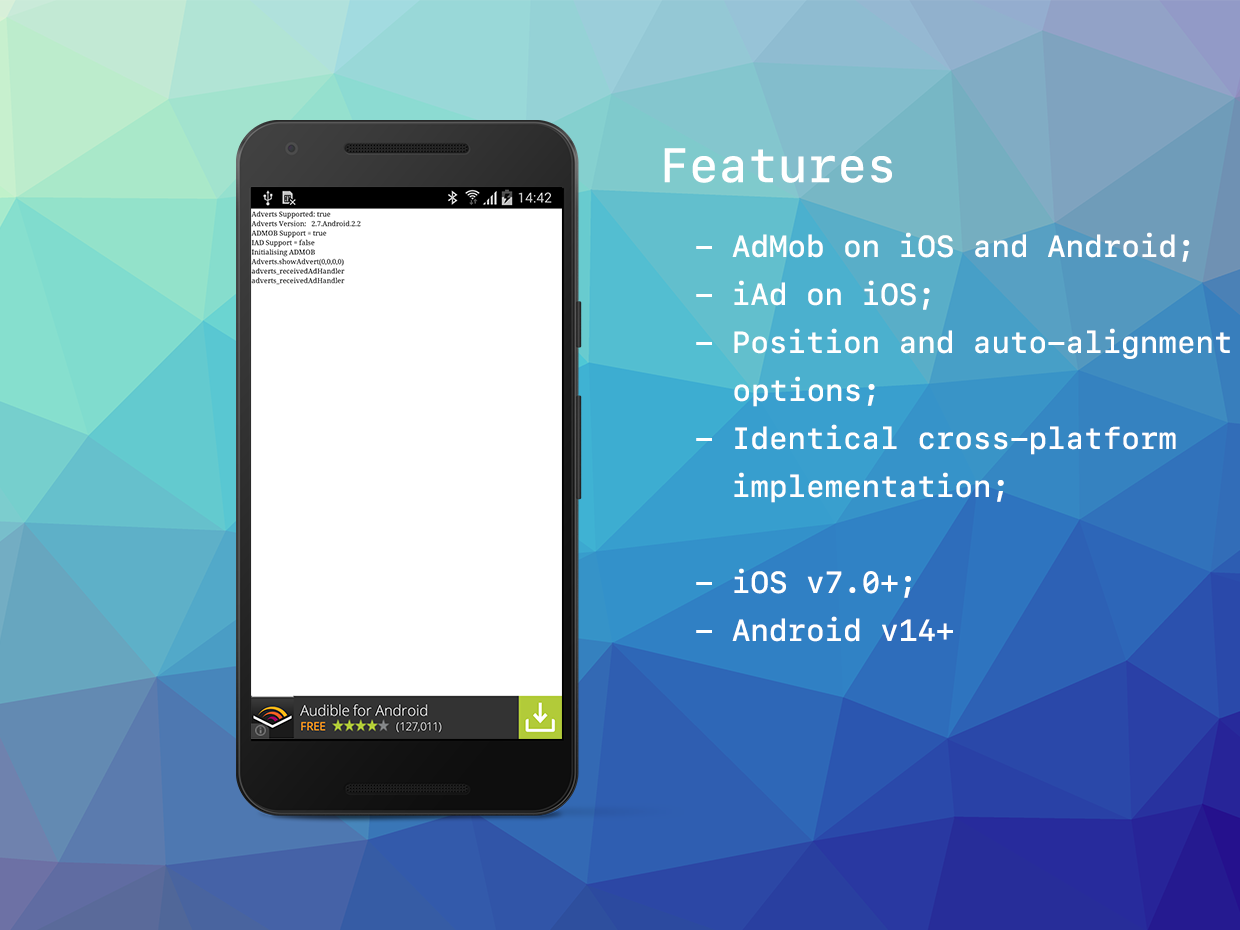 14:42
Adverts Supported: true
Adverts Version:  2.7.Android.2.2
ADMOB Support = true
IAD Support = false
Initialising ADMOB
Adverts.showAdvert(0,0,0,0)
adverts_receivedAdHandler
adverts_receivedAdHandler
Audible for Android
FREE (127,011)
Features
– AdMob on iOS and Android;
– iAd on iOS;
– Position and auto-alignment
options;
– Identical cross-platform
implementation;
– iOS v7.0+;
– Android v14+